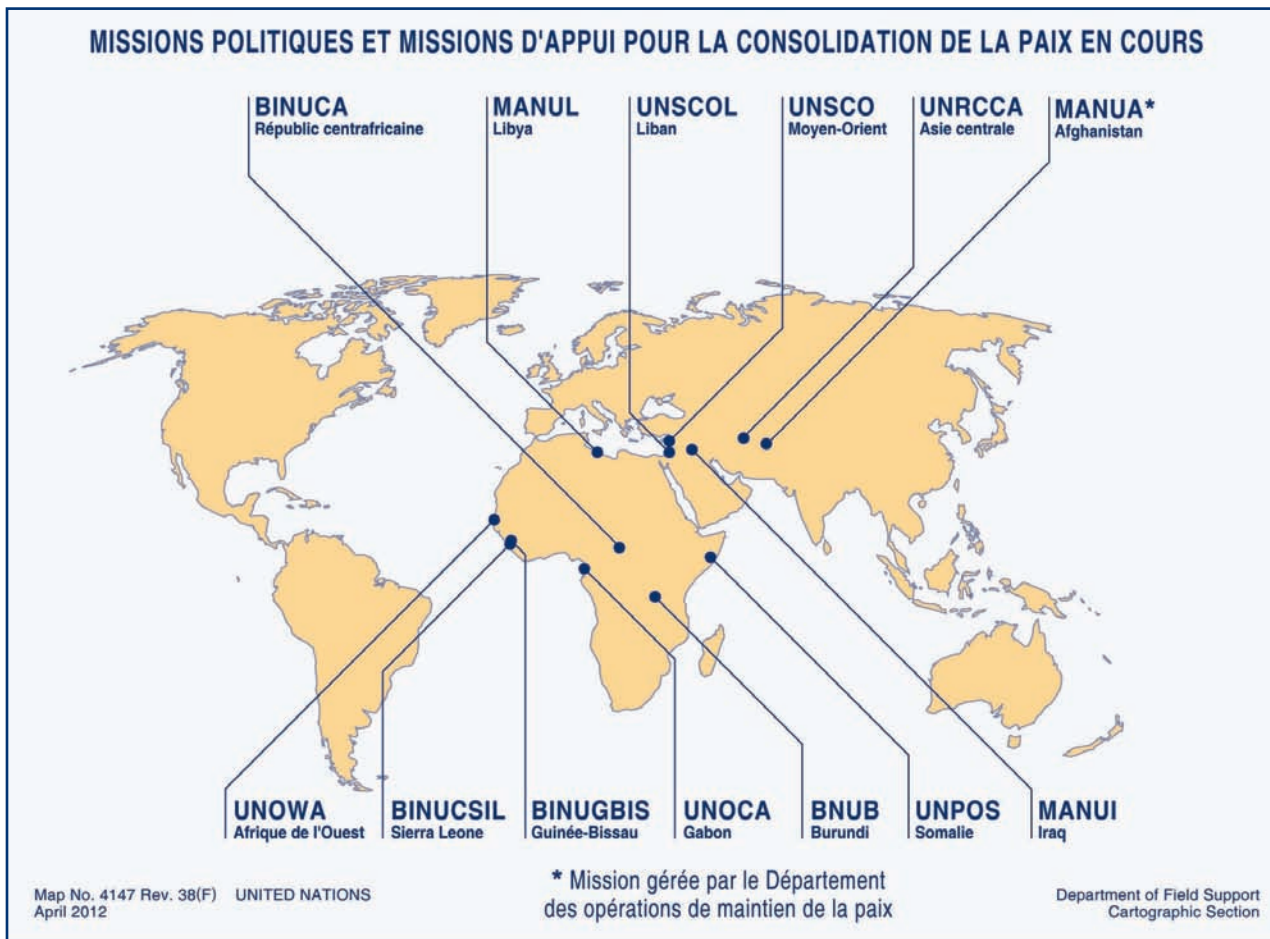 MISSIONS POLITIQUES ET MISSIONS D'APPUI POUR LA CONSOLIDATION DE LA PAIX EN COURS
BINUCA
Républic centrafricaine
MANUL
Libya
UNSCOL
Liban
UNSCO
Moyen-Orient
UNRCCA
Asie centrale
MANUA*
Afghanistan
UNOWA
Afrique de l'Ouest
BINUCSIL
Sierra Leone
BINUGBIS
Guinée-Bissau
UNOCA
Gabon
BNUB
Burundi
UNPOS
Somalie
MANUI
Iraq
* Mission gérée par le Département
des opérations de maintien de la paix
Map No. 4147 Rev. 38(F) UNITED NATIONS
April 2012
Department of Field Support
Cartographic Section